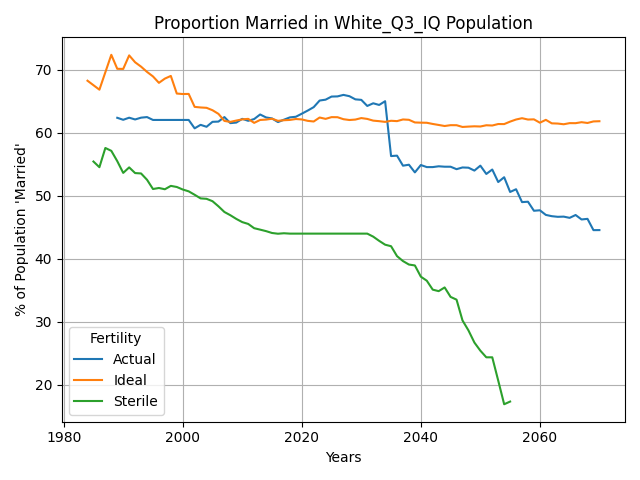 Proportion Married in White_Q3_IQ Population
% of Population 'Married'
70
60
50
40
30
20
Fertility
Actual
Ideal
Sterile
1980
2000
2020
2040
2060
Years